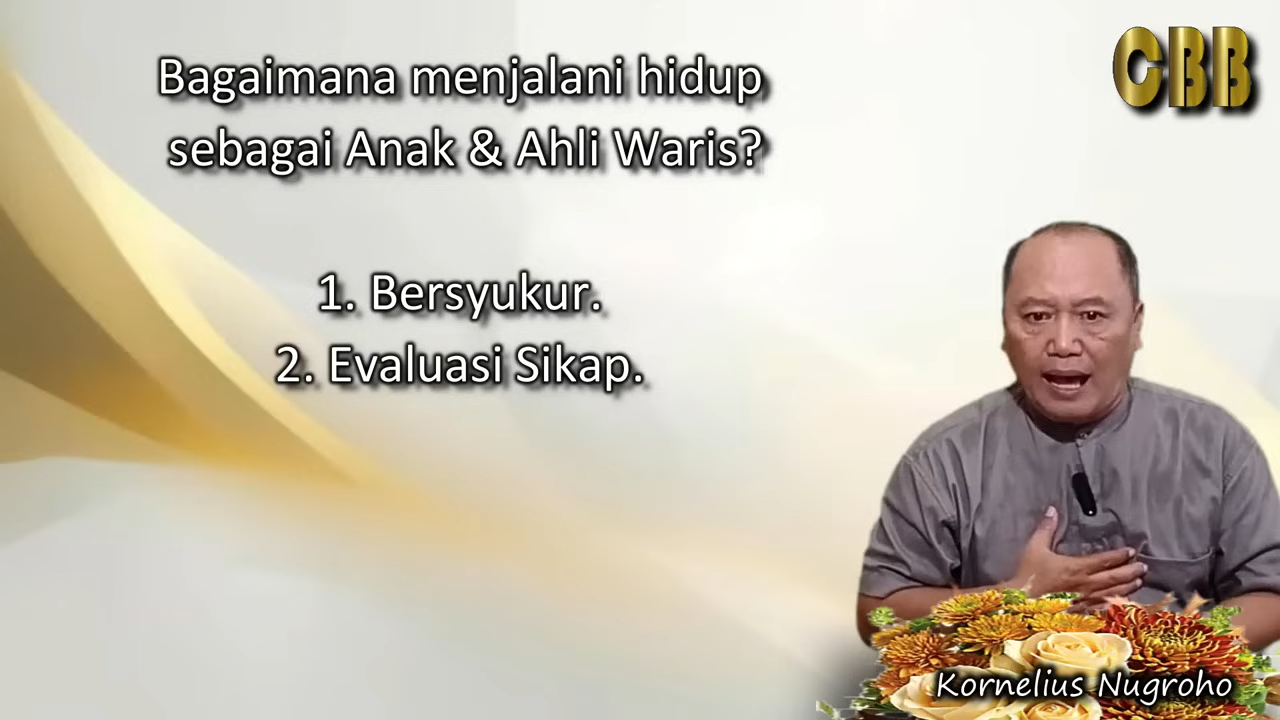 Bagaimana menjalani hidup
sebagai Anak & Ahli Waris?
1. Bersyukur.
2. Evaluasi Sikap.
CBB
Kornelius Nugroho